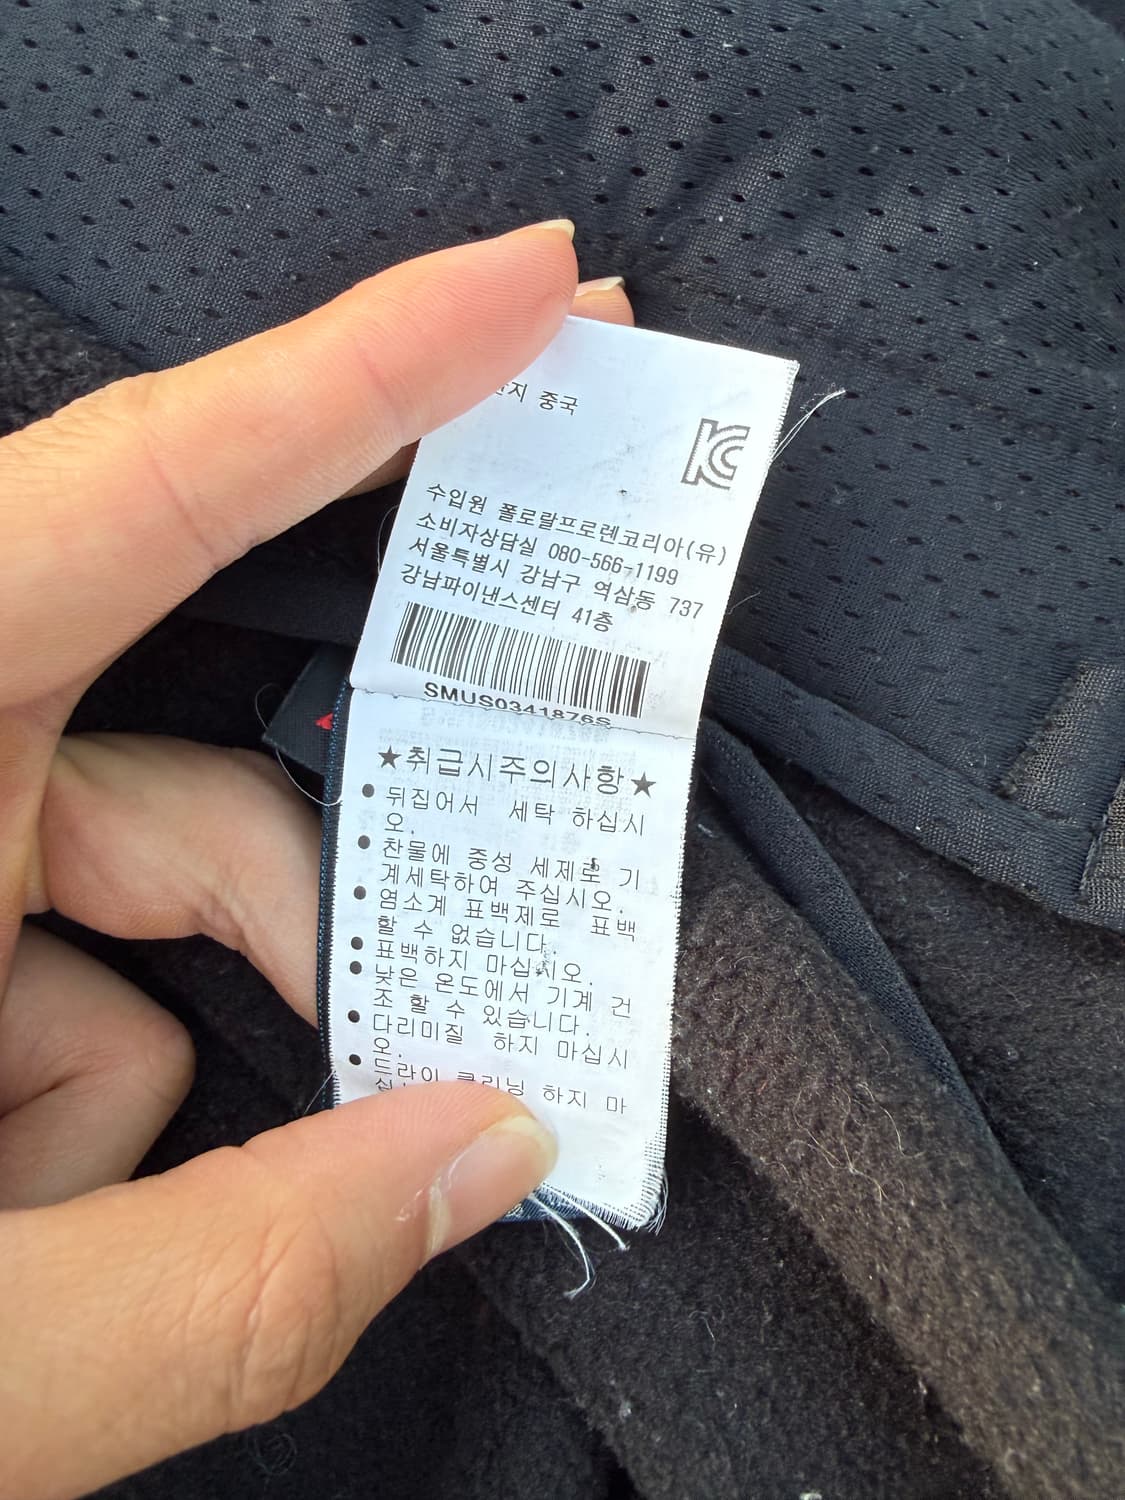 중국
KC
수입원 폴로랄프로렌코리아(유)
소비자상담실 080-566-1199
서울특별시 강남구 역삼동 737
강남파이낸스센터 41층
SMUS0341876S
★취급시주의사항★
● 뒤집어서 세탁 하십시
오.
● 찬물에 중성 세제로 기
계세탁하여 주십시오.
● 염소계 표백제로 표백
할 수 없습니다.
● 표백하지 마십시오.
● 낮은 온도에서 기계 건
조 할 수 있습니다.
● 다리미질 하지 마십시
오.
● 드라이 클리닝 하지 마